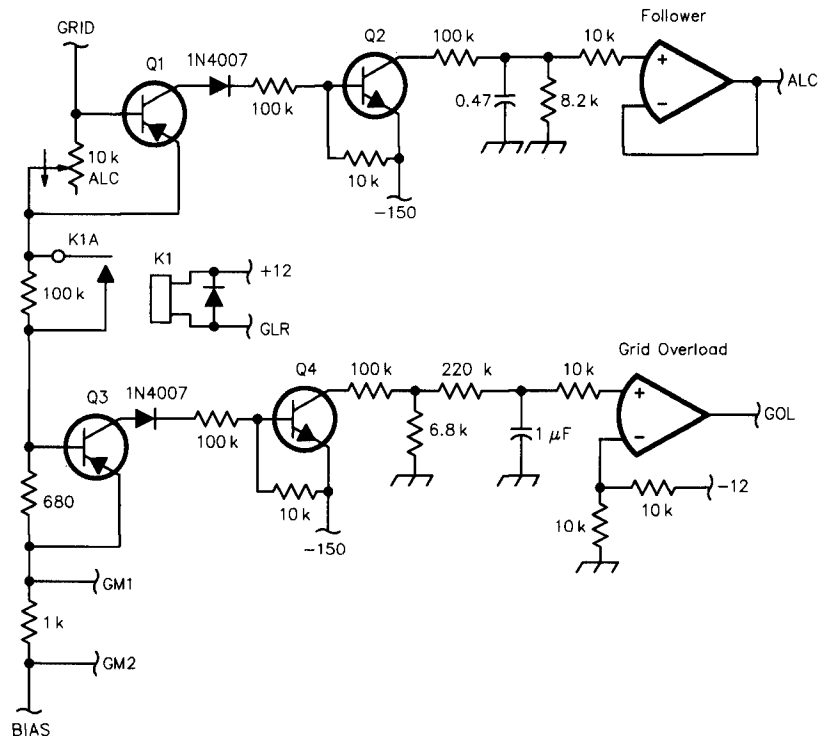 GRID
Q1
1N4007
100 k
Q2
100 k
10 k
Follower
+
−
ALC
0.47
8.2 k
10 k
ALC
10 k
-150
K1A
100 k
K1
+12
GLR
Q3
1N4007
100 k
Q4
100 k
220 k
10 k
Grid Overload
+
−
GOL
6.8 k
1 µF
680
10 k
-150
10 k
10 k
-12
GM1
1 k
GM2
BIAS